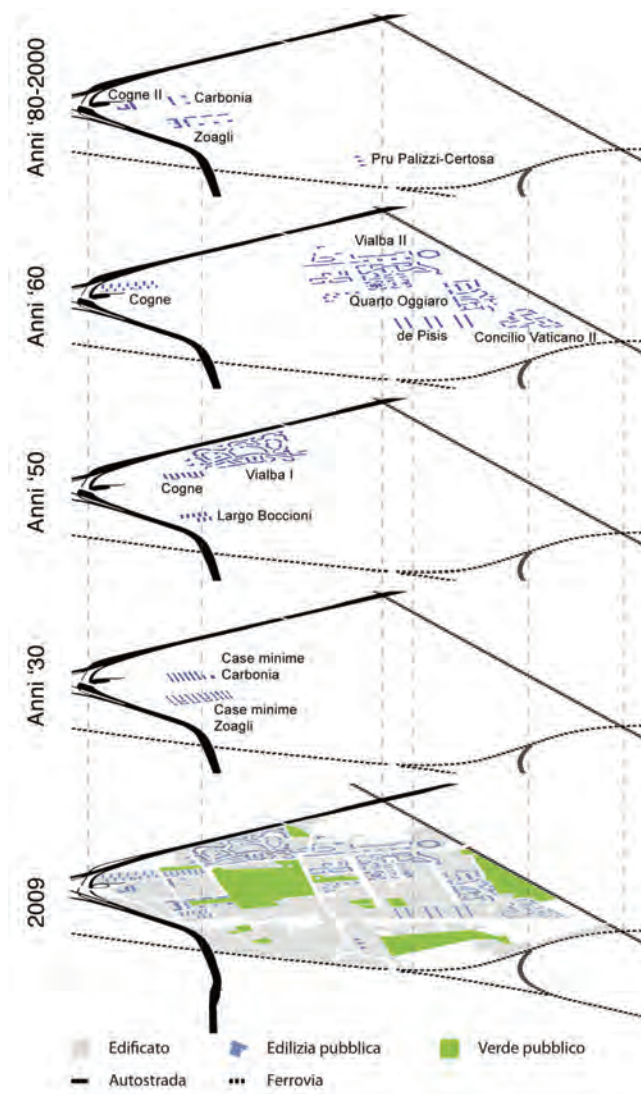 Anni '80-2000
Cogne II
Carbonia
Zoagli
Pru Palizzi-Certosa
Anni '60
Vialba II
Cogne
Quarto Oggiaro
de Pisis
Concilio Vaticano II
Anni '50
Cogne
Vialba I
Largo Boccioni
Anni '30
Case minime
Carbonia
Case minime
Zoagli
2009
Edificato
Edilizia pubblica
Verde pubblico
Autostrada
Ferrovia